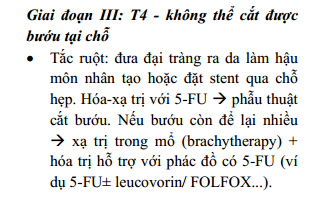 Giai đoạn III: T4 - không thể cắt được
bướu tại chỗ
• Tắc ruột: đưa đại tràng ra da làm hậu
môn nhân tạo hoặc đặt stent qua chỗ
hẹp. Hóa-xạ trị với 5-FU → phẫu thuật
cắt bướu. Nếu bướu còn để lại nhiều
→ xạ trị trong mổ (brachytherapy) +
hóa trị hỗ trợ với phác đồ có 5-FU (ví
dụ 5-FU± leucovorin/ FOLFOX...).